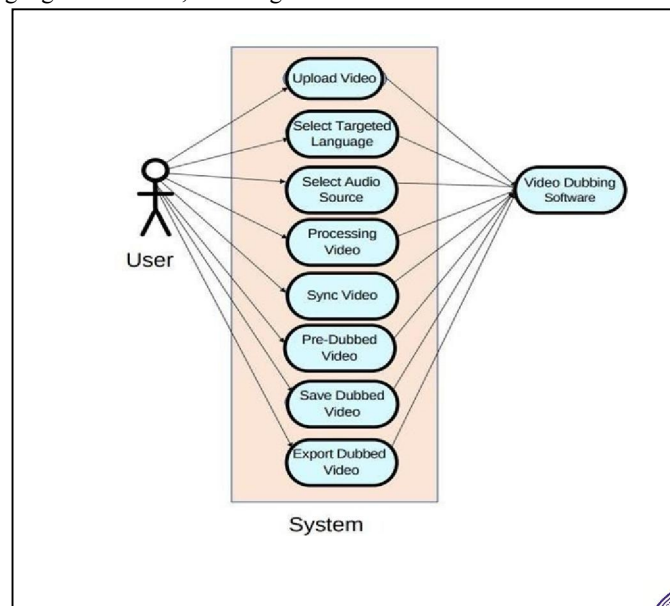 Upload Video
Select Targeted
Language
Select Audio
Source
Processing
Video
Sync Video
Pre-Dubbed
Video
Save Dubbed
Video
Export Dubbed
Video
User
Video Dubbing
Software
System